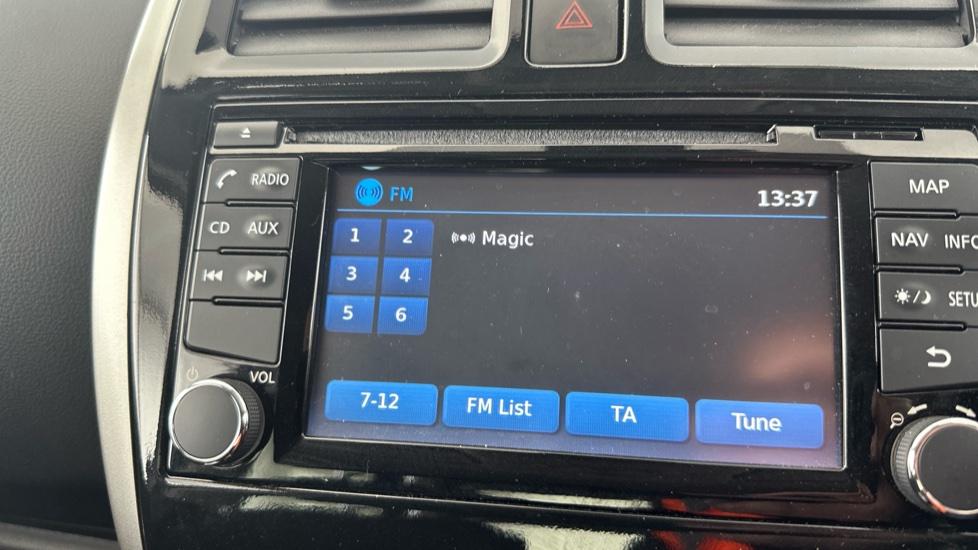 RADIO
CD AUX
VOL
FM 13:37
1 2 Magic
3 4
5 6
7-12 FM List TA Tune
MAP
NAV INFO
SETU